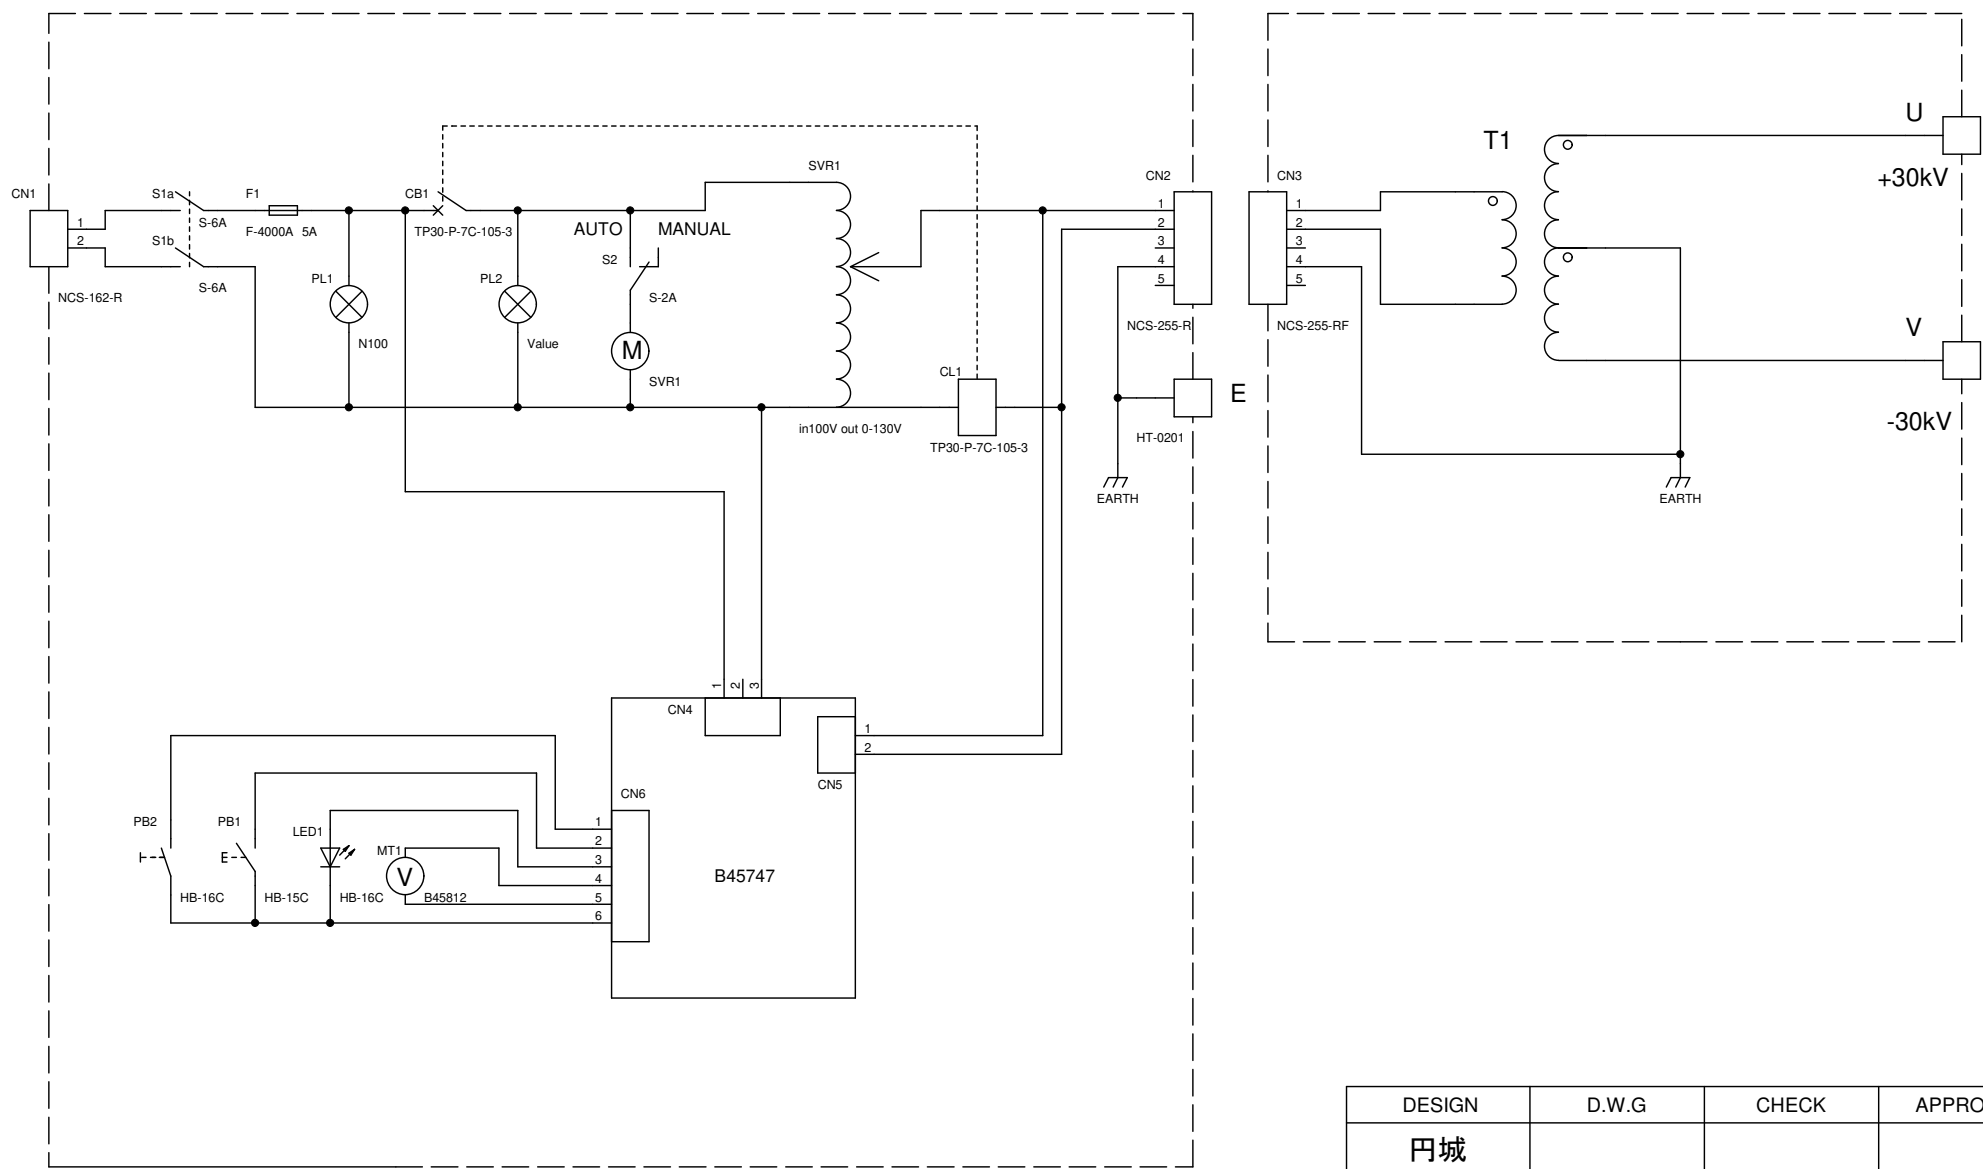 U
T1
+30kV
SVR1
CN1
S1a
F1
CB1
CN2
CN3
1
2
S-6A
F-4000A 5A
TP30-P-7C-105-3
AUTO MANUAL
1
2
3
4
5
1
2
3
4
5
S1b
S2
PL1
PL2
S-6A
S-2A
NCS-162-R
N100
Value
M
SVR1
NCS-255-R
NCS-255-RF
V
CL1
E
in100V out 0-130V
TP30-P-7C-105-3
HT-0201
-30kV
EARTH
EARTH
1
2
3
CN4
1
2
CN5
CN6
PB2
PB1
LED1
MT1
E
V
1
2
3
4
5
6
B45747
HB-16C
HB-15C
HB-16C
B45812
DESIGN D.W.G CHECK APPRO
円城